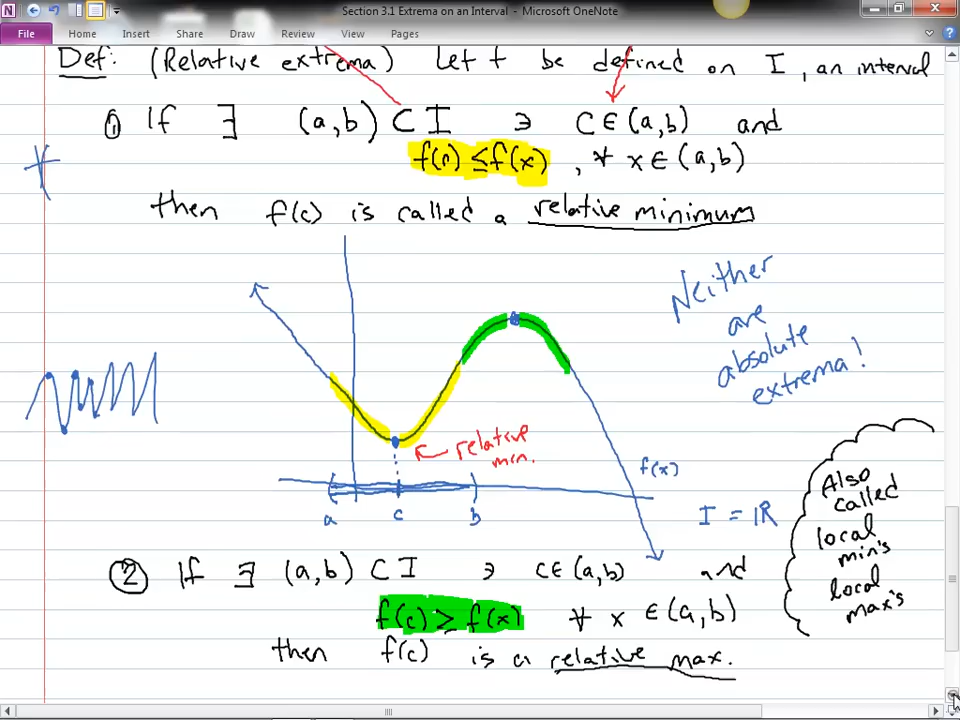 Section 3.1 Extrema on an Interval - Microsoft OneNote
File Home Insert Share Draw Review View Pages
Def: (Relative extrema) Let f be defined on I, an interval
① If ∃ (a,b) ⊂ I ∋ c ∈ (a,b) and
f(c) ≤ f(x), ∀ x ∈ (a,b)
then f(c) is called a relative minimum
Neither
are
absolute
extrema!
relative
min.
f(x)
a c b
I = ℝ
Also
called
local
min's
local
max's
② If ∃ (a,b) ⊂ I ∋ c ∈ (a,b) and
f(c) ≥ f(x) ∀ x ∈ (a,b)
then f(c) is a relative max.